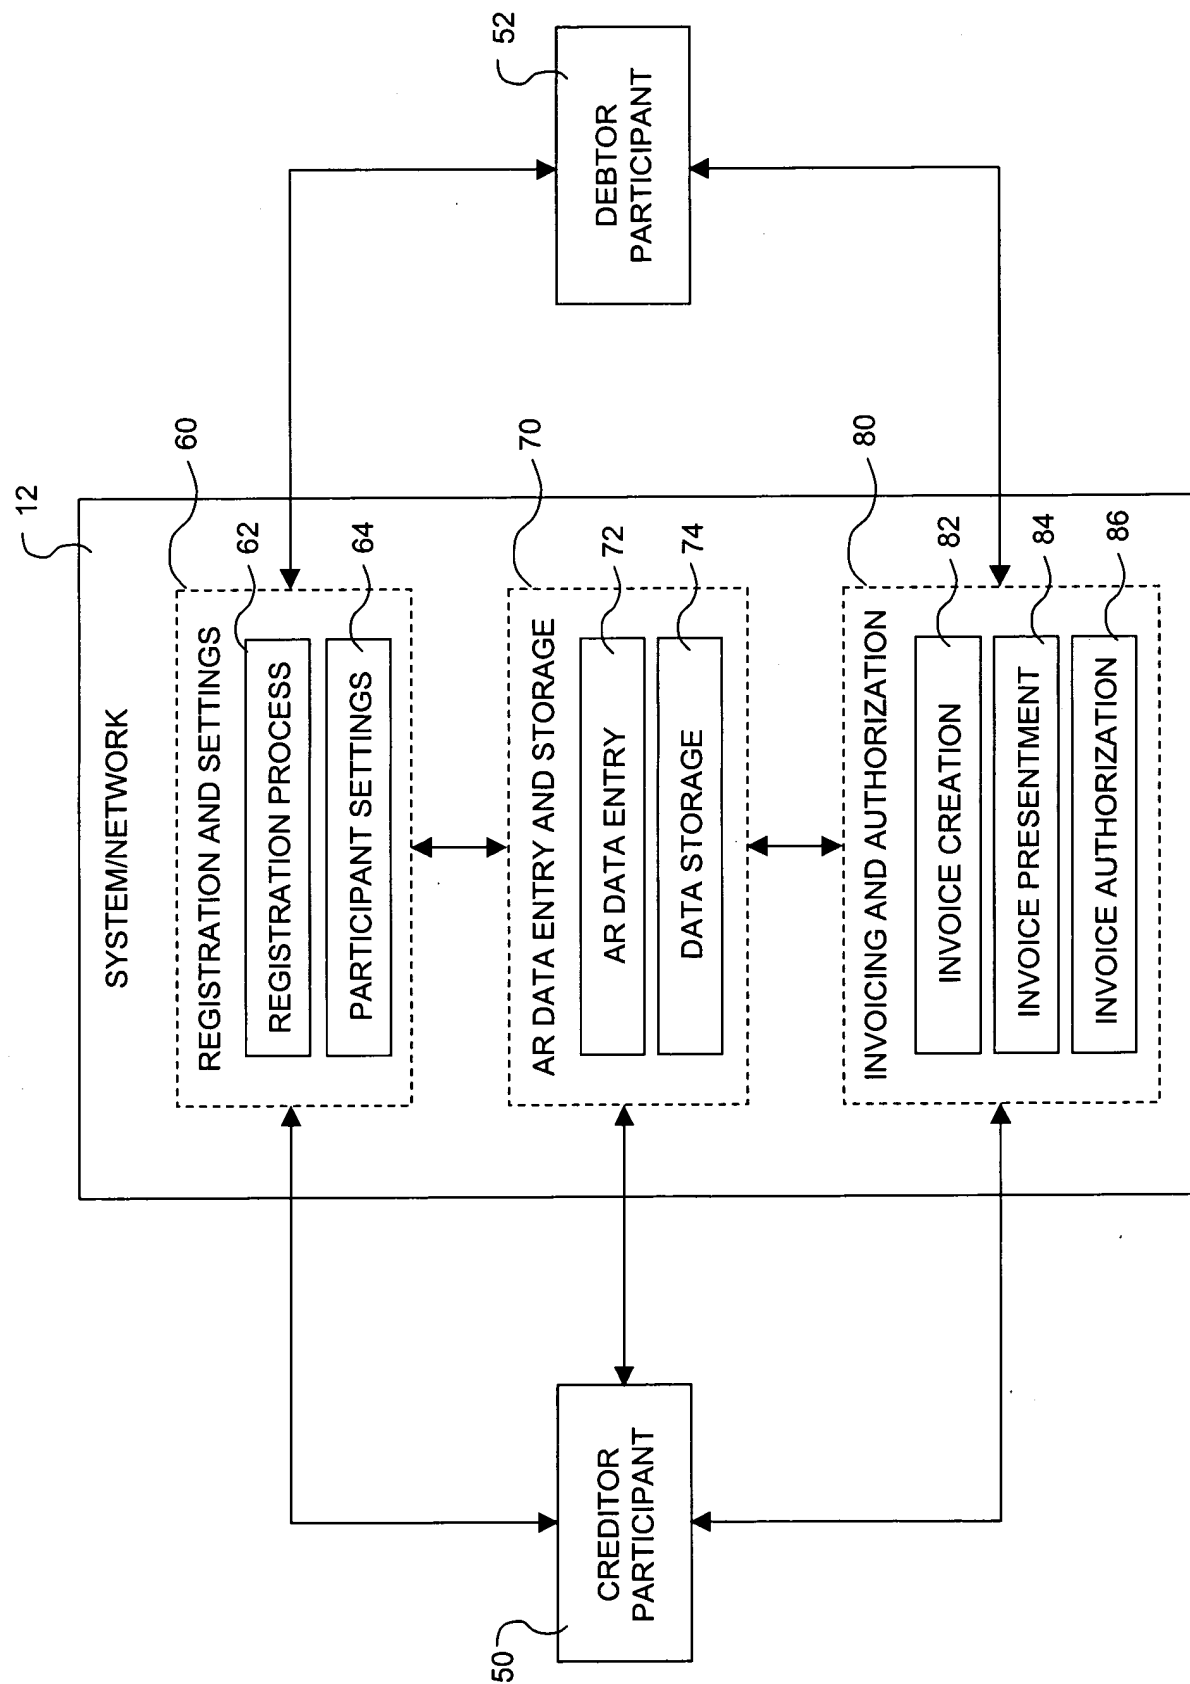 12
SYSTEM/NETWORK
60
REGISTRATION AND SETTINGS
62
REGISTRATION PROCESS
64
PARTICIPANT SETTINGS
70
AR DATA ENTRY AND STORAGE
72
AR DATA ENTRY
74
DATA STORAGE
80
INVOICING AND AUTHORIZATION
82
INVOICE CREATION
84
INVOICE PRESENTMENT
86
INVOICE AUTHORIZATION
50
CREDITOR
PARTICIPANT
52
DEBTOR
PARTICIPANT